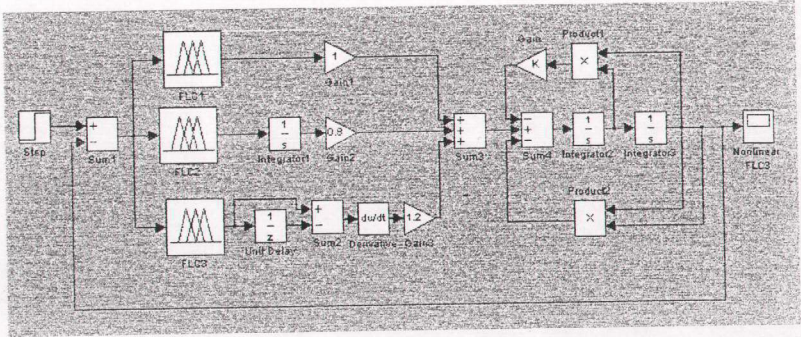 Step
+
−
Sum1
FLC1
1
Gain1
FLC2
1
s
Integrator1
0.8
Gain2
FLC3
1
z
Unit Delay
+
−
Sum2
du/dt
Derivative
1.2
Gain3
+
+
+
Sum3
−
+
−
Sum4
K
Gain
×
Product1
1
s
Integrator2
1
s
Integrator3
Product2
×
Nonlinear
FLC3